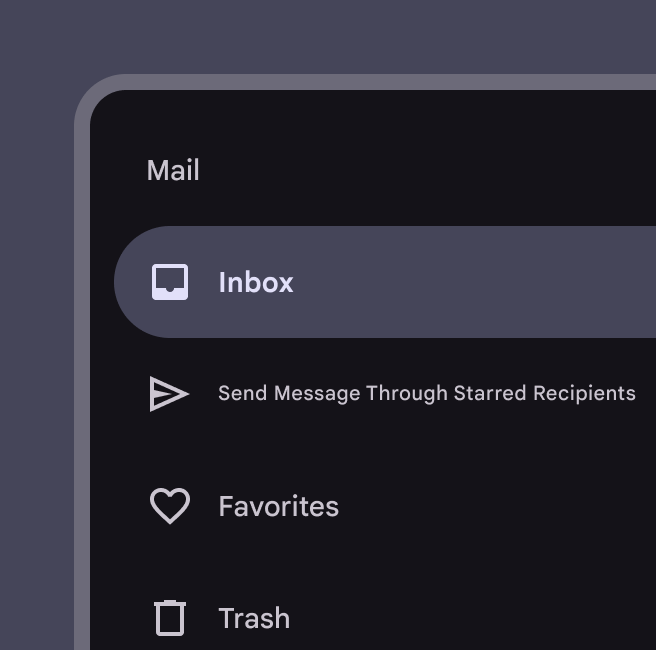 Mail
Inbox
Send Message Through Starred Recipients
Favorites
Trash